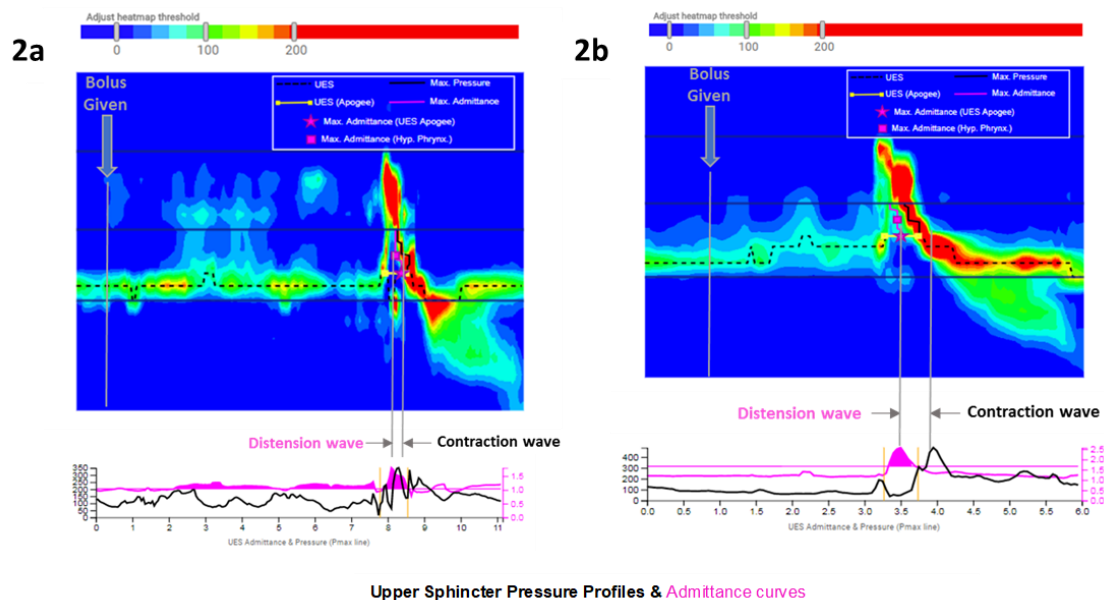 Adjust heatmap threshold
0 100 200
2a
Bolus
Given
UES
Max. Pressure
UES (Apogee)
Max. Admittance
Max. Admittance (UES Apogee)
Max. Admittance (Hyp. Phrynx.)
Distension wave
Contraction wave
350
300
250
200
150
100
50
0
1.5
1.0
0.5
0.0
0 1 2 3 4 5 6 7 8 9 10 11
UES Admittance & Pressure (Pmax line)
Adjust heatmap threshold
0 100 200
2b
Bolus
Given
UES
Max. Pressure
UES (Apogee)
Max. Admittance
Max. Admittance (UES Apogee)
Max. Admittance (Hyp. Phrynx.)
Distension wave
Contraction wave
400
300
200
100
0
2.5
2.0
1.5
1.0
0.5
0.0
0.0 0.5 1.0 1.5 2.0 2.5 3.0 3.5 4.0 4.5 5.0 5.5 6.0
UES Admittance & Pressure (Pmax line)
Upper Sphincter Pressure Profiles & Admittance curves